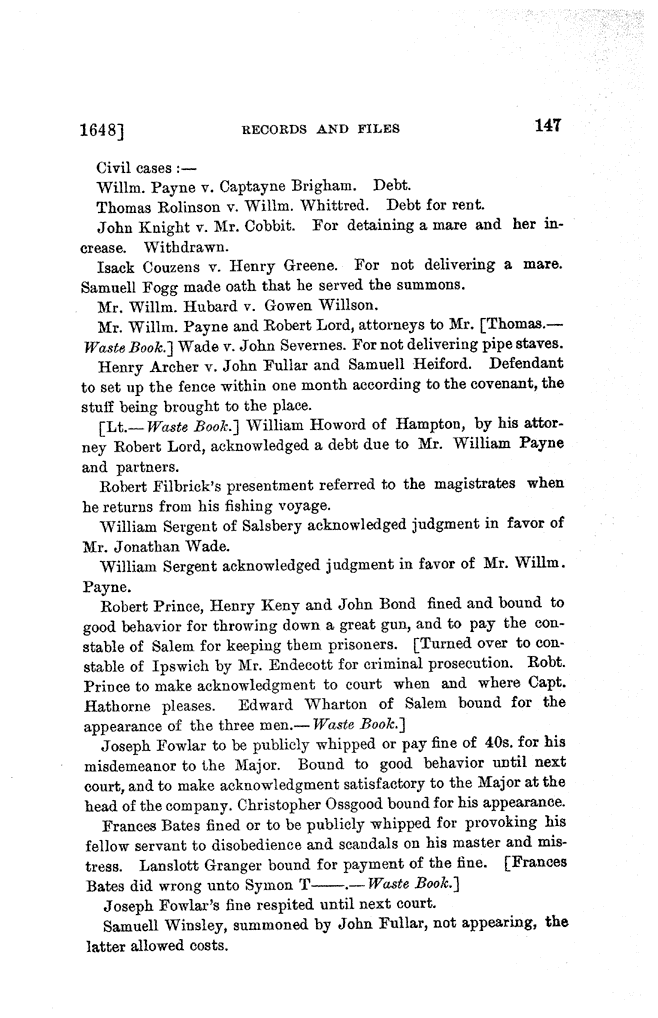 1648] RECORDS AND FILES 147
Civil cases :—
Willm. Payne v. Captayne Brigham. Debt.
Thomas Rolinson v. Willm. Whittred. Debt for rent.
John Knight v. Mr. Cobbit. For detaining a mare and her in-
crease. Withdrawn.
Isack Couzens v. Henry Greene. For not delivering a mare.
Samuell Fogg made oath that he served the summons.
Mr. Willm. Hubard v. Gowen Willson.
Mr. Willm. Payne and Robert Lord, attorneys to Mr. [Thomas.—
Waste Book.] Wade v. John Severnes. For not delivering pipe staves.
Henry Archer v. John Fullar and Samuell Heiford. Defendant
to set up the fence within one month according to the covenant, the
stuff being brought to the place.
[Lt.—Waste Book.] William Howord of Hampton, by his attor-
ney Robert Lord, acknowledged a debt due to Mr. William Payne
and partners.
Robert Filbrick's presentment referred to the magistrates when
he returns from his fishing voyage.
William Sergent of Salsbery acknowledged judgment in favor of
Mr. Jonathan Wade.
William Sergent acknowledged judgment in favor of Mr. Willm.
Payne.
Robert Prince, Henry Keny and John Bond fined and bound to
good behavior for throwing down a great gun, and to pay the con-
stable of Salem for keeping them prisoners. [Turned over to con-
stable of Ipswich by Mr. Endecott for criminal prosecution. Robt.
Prince to make acknowledgment to court when and where Capt.
Hathorne pleases. Edward Wharton of Salem bound for the
appearance of the three men.—Waste Book.]
Joseph Fowlar to be publicly whipped or pay fine of 40s. for his
misdemeanor to the Major. Bound to good behavior until next
court, and to make acknowledgment satisfactory to the Major at the
head of the company. Christopher Ossgood bound for his appearance.
Frances Bates fined or to be publicly whipped for provoking his
fellow servant to disobedience and scandals on his master and mis-
tress. Lanslott Granger bound for payment of the fine. [Frances
Bates did wrong unto Symon T——.—Waste Book.]
Joseph Fowlar's fine respited until next court.
Samuell Winsley, summoned by John Fullar, not appearing, the
latter allowed costs.